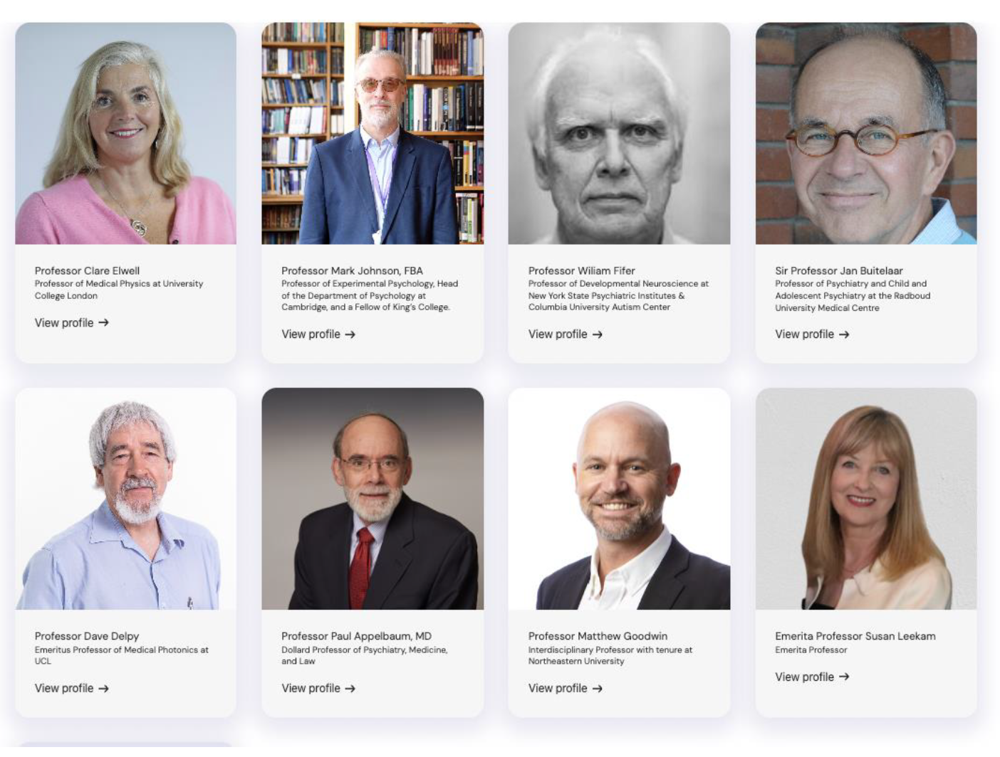 Professor Clare Elwell
Professor of Medical Physics at University
College London
View profile →
Professor Mark Johnson, FBA
Professor of Experimental Psychology, Head
of the Department of Psychology at
Cambridge, and a Fellow of King's College.
View profile →
Professor Wiliam Fifer
Professor of Developmental Neuroscience at
New York State Psychiatric Institutes &
Columbia University Autism Center
View profile →
Sir Professor Jan Buitelaar
Professor of Psychiatry and Child and
Adolescent Psychiatry at the Radboud
University Medical Centre
View profile →
Professor Dave Delpy
Emeritus Professor of Medical Photonics at
UCL
View profile →
Professor Paul Appelbaum, MD
Dollard Professor of Psychiatry, Medicine,
and Law
View profile →
Professor Matthew Goodwin
Interdisciplinary Professor with tenure at
Northeastern University
View profile →
Emerita Professor Susan Leekam
Emerita Professor
View profile →